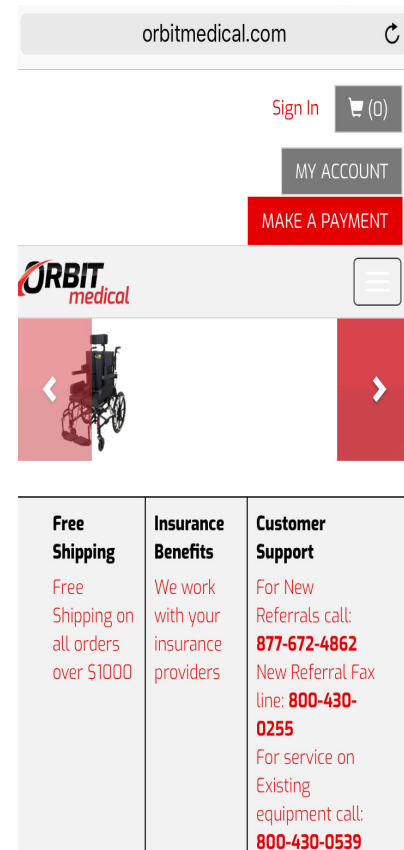 orbitmedical.com
Sign In
(0)
MY ACCOUNT
MAKE A PAYMENT
ORBIT
medical
Free
Shipping
Free
Shipping on
all orders
over $1000
Insurance
Benefits
We work
with your
insurance
providers
Customer
Support
For New
Referrals call:
877-672-4862
New Referral Fax
line: 800-430-
0255
For service on
Existing
equipment call:
800-430-0539